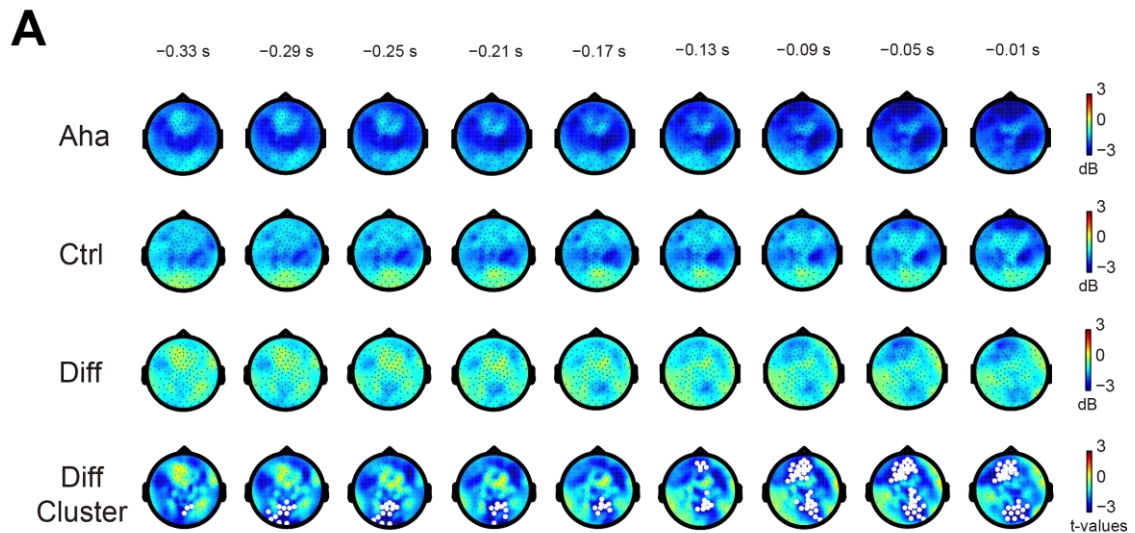 A
−0.33 s −0.29 s −0.25 s −0.21 s −0.17 s −0.13 s −0.09 s −0.05 s −0.01 s
Aha
3
0
−3
dB
Ctrl
3
0
−3
dB
Diff
3
0
−3
dB
Diff
Cluster
3
0
−3
t-values